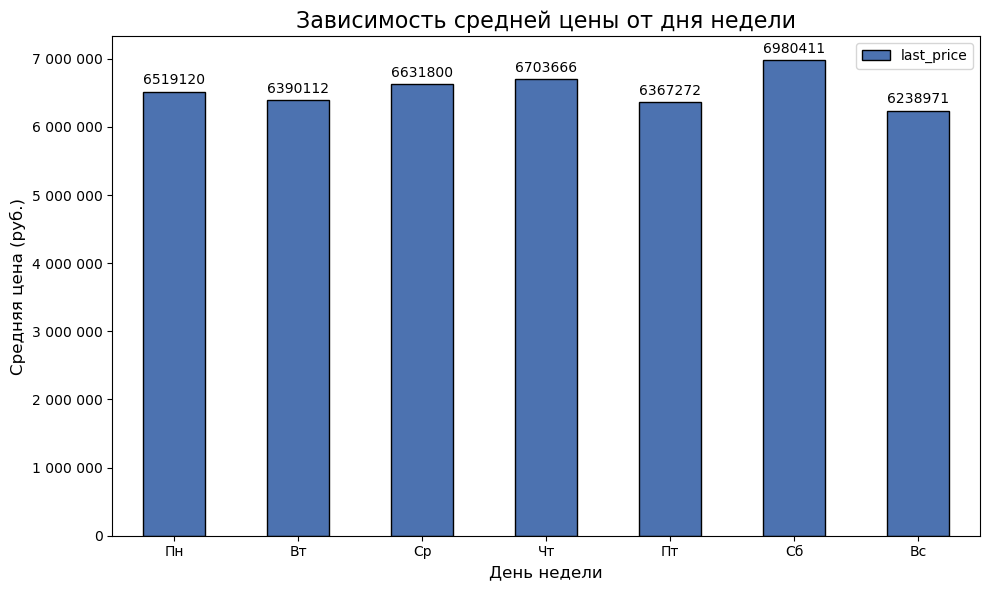 Зависимость средней цены от дня недели
last_price
Средняя цена (руб.)
7 000 000
6 000 000
5 000 000
4 000 000
3 000 000
2 000 000
1 000 000
0
6519120
6390112
6631800
6703666
6367272
6980411
6238971
Пн Вт Ср Чт Пт Сб Вс
День недели